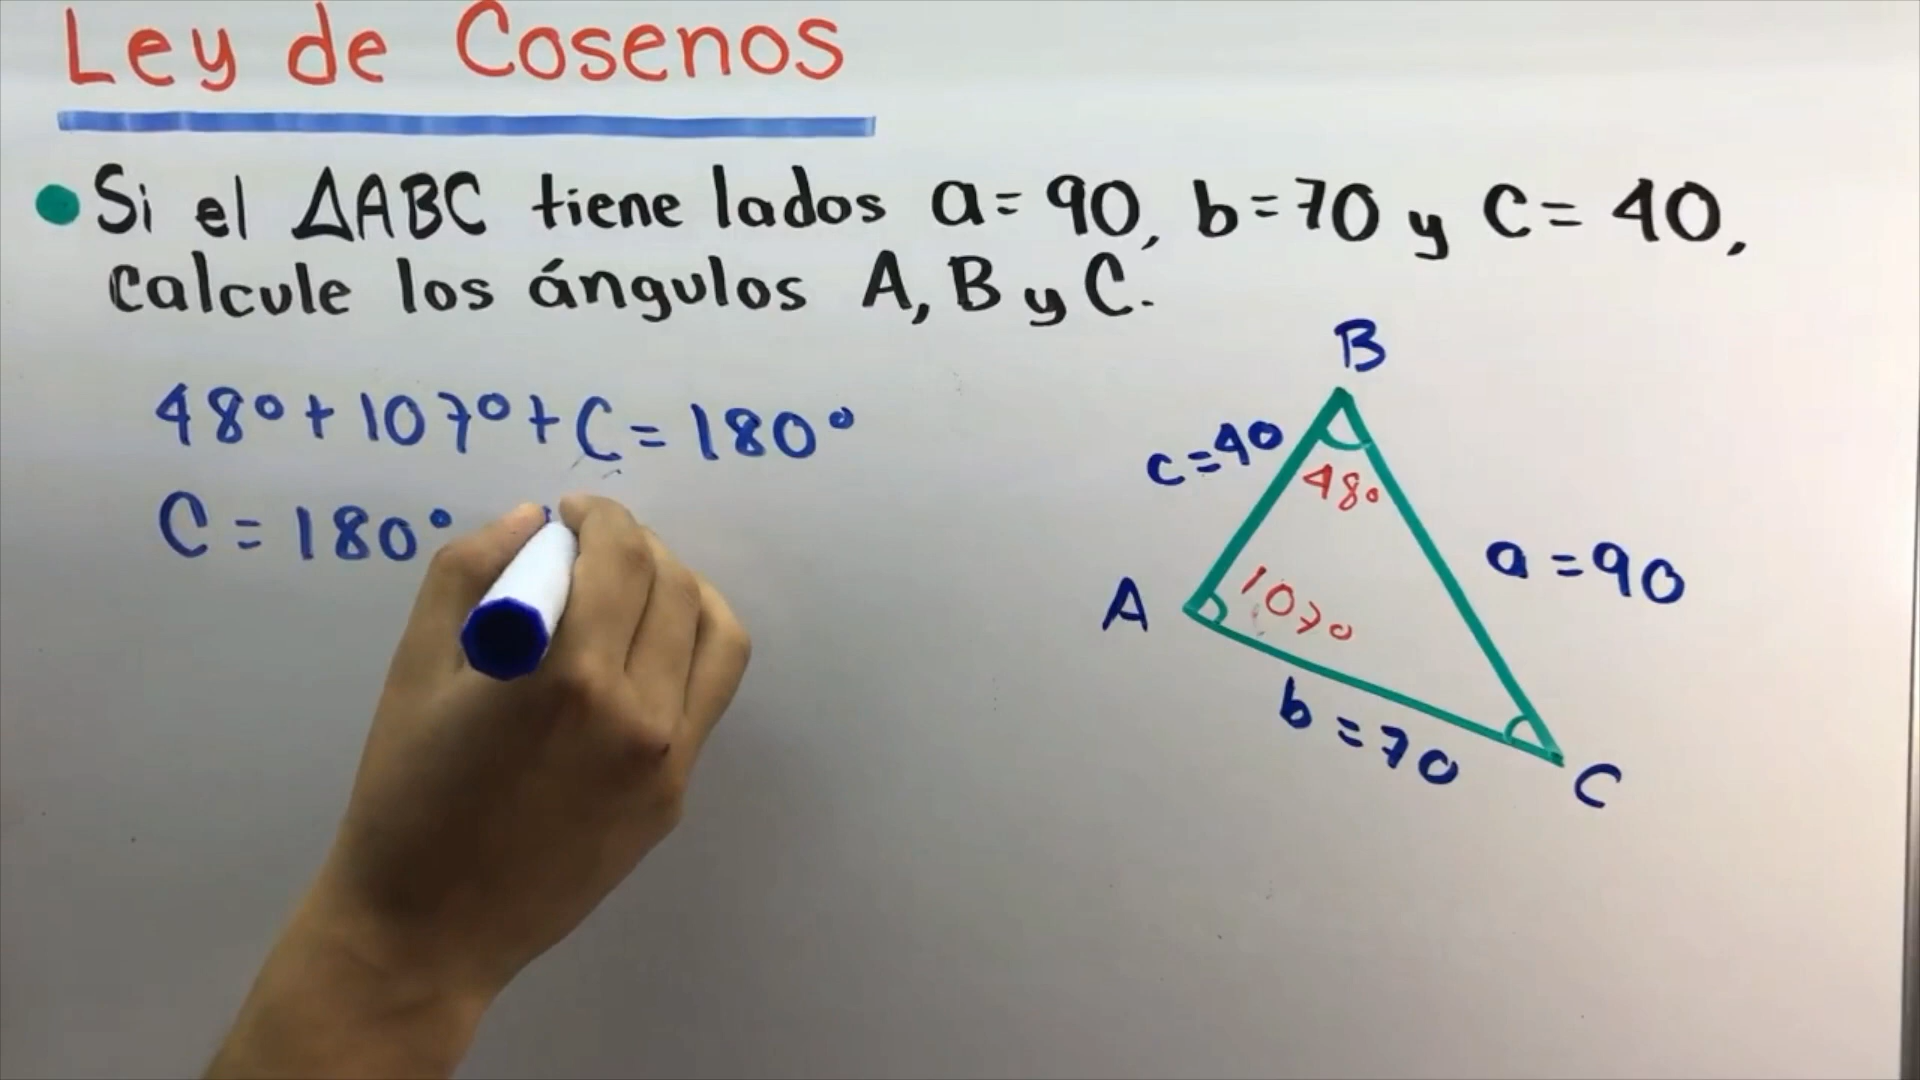 Ley de Cosenos
Si el ΔABC tiene lados a=90, b=70 y c=40,
calcule los ángulos A, B y C.
48°+107°+C=180°
C=180°
B
c=40
48°
a=90
A
107°
b=70
C